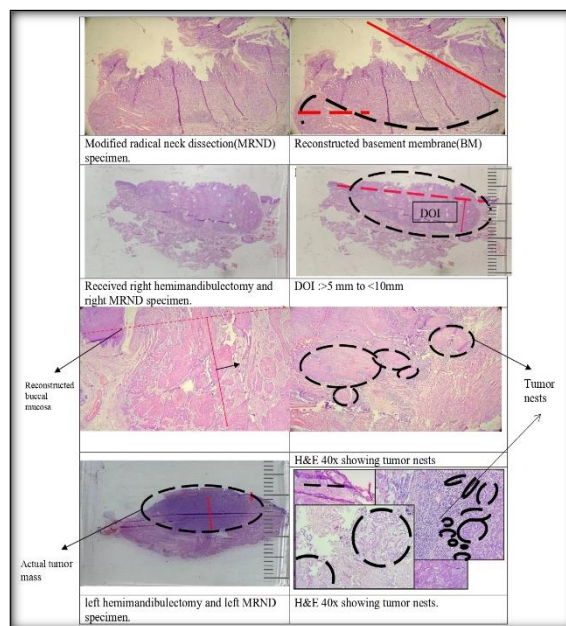 Modified radical neck dissection(MRND)
specimen.
Reconstructed basement membrane(BM)
DOI
Received right hemimandibulectomy and
right MRND specimen.
DOI :>5 mm to <10mm
Reconstructed
buccal
mucosa
Tumor
nests
H&E 40x showing tumor nests
Actual tumor
mass
left hemimandibulectomy and left MRND
specimen.
H&E 40x showing tumor nests.